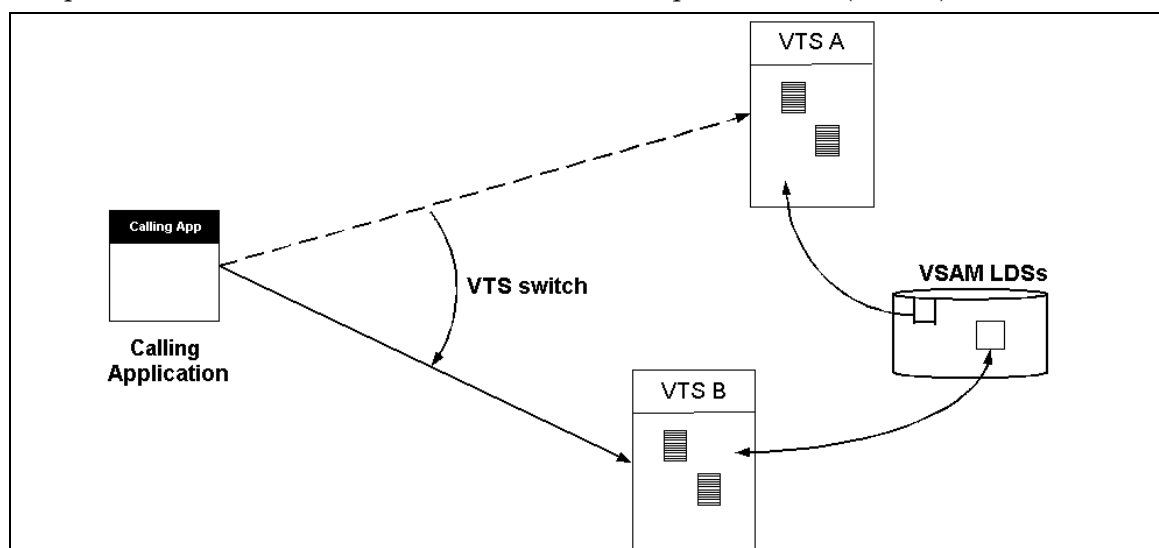 VTS A
Calling App
VSAM LDSs
VTS switch
Calling
Application
VTS B